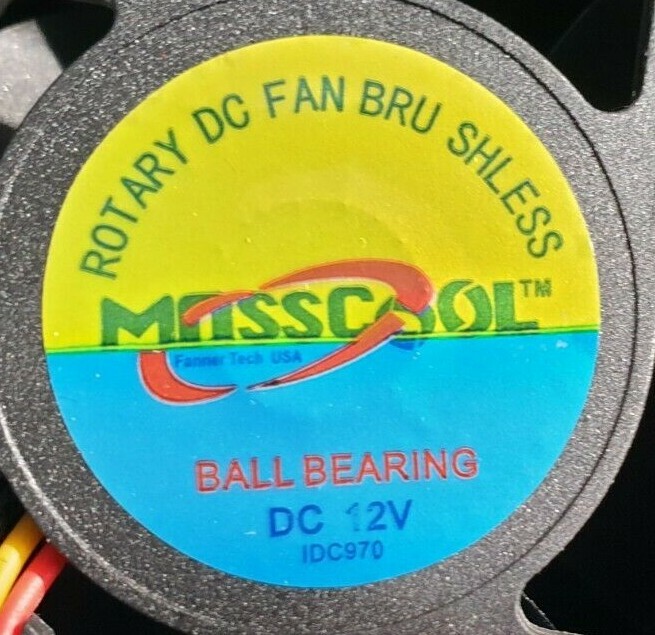 ROTARY DC FAN BRU SHLESS
MASSCOOL™
Fanner Tech USA
BALL BEARING
DC 12V
IDC970